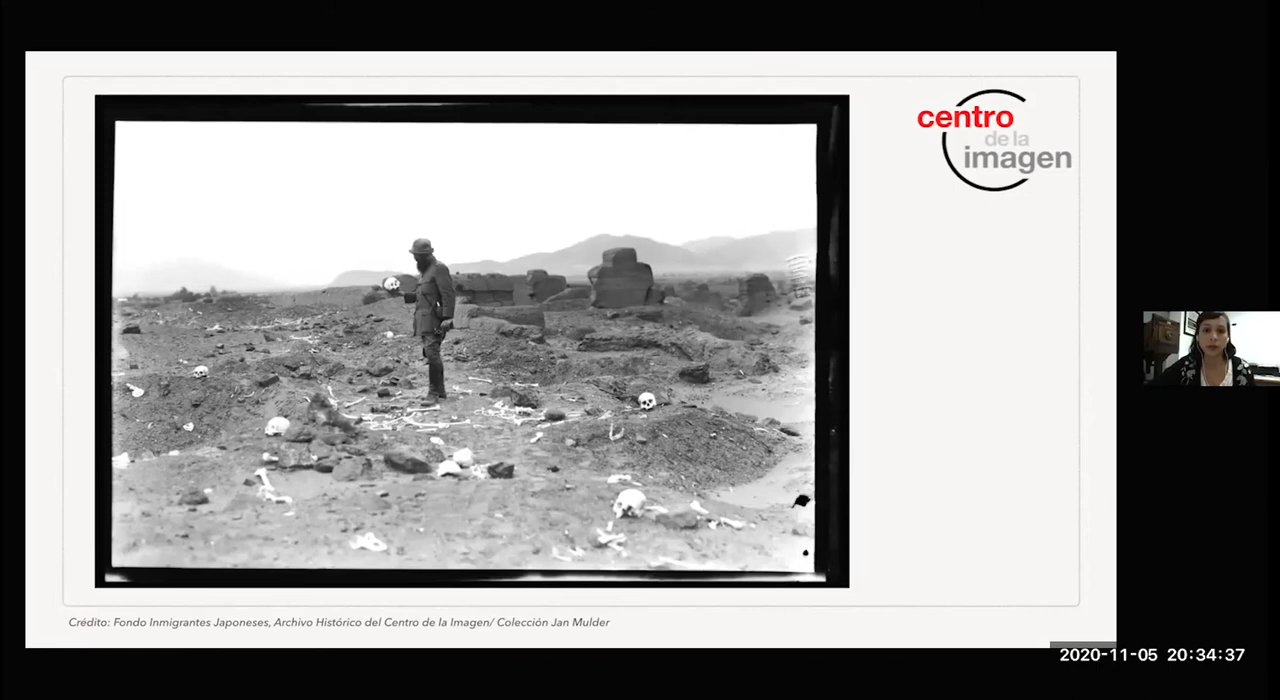 centro
de la
imagen
Crédito: Fondo Inmigrantes Japoneses, Archivo Histórico del Centro de la Imagen/ Colección Jan Mulder
2020-11-05 20:34:37